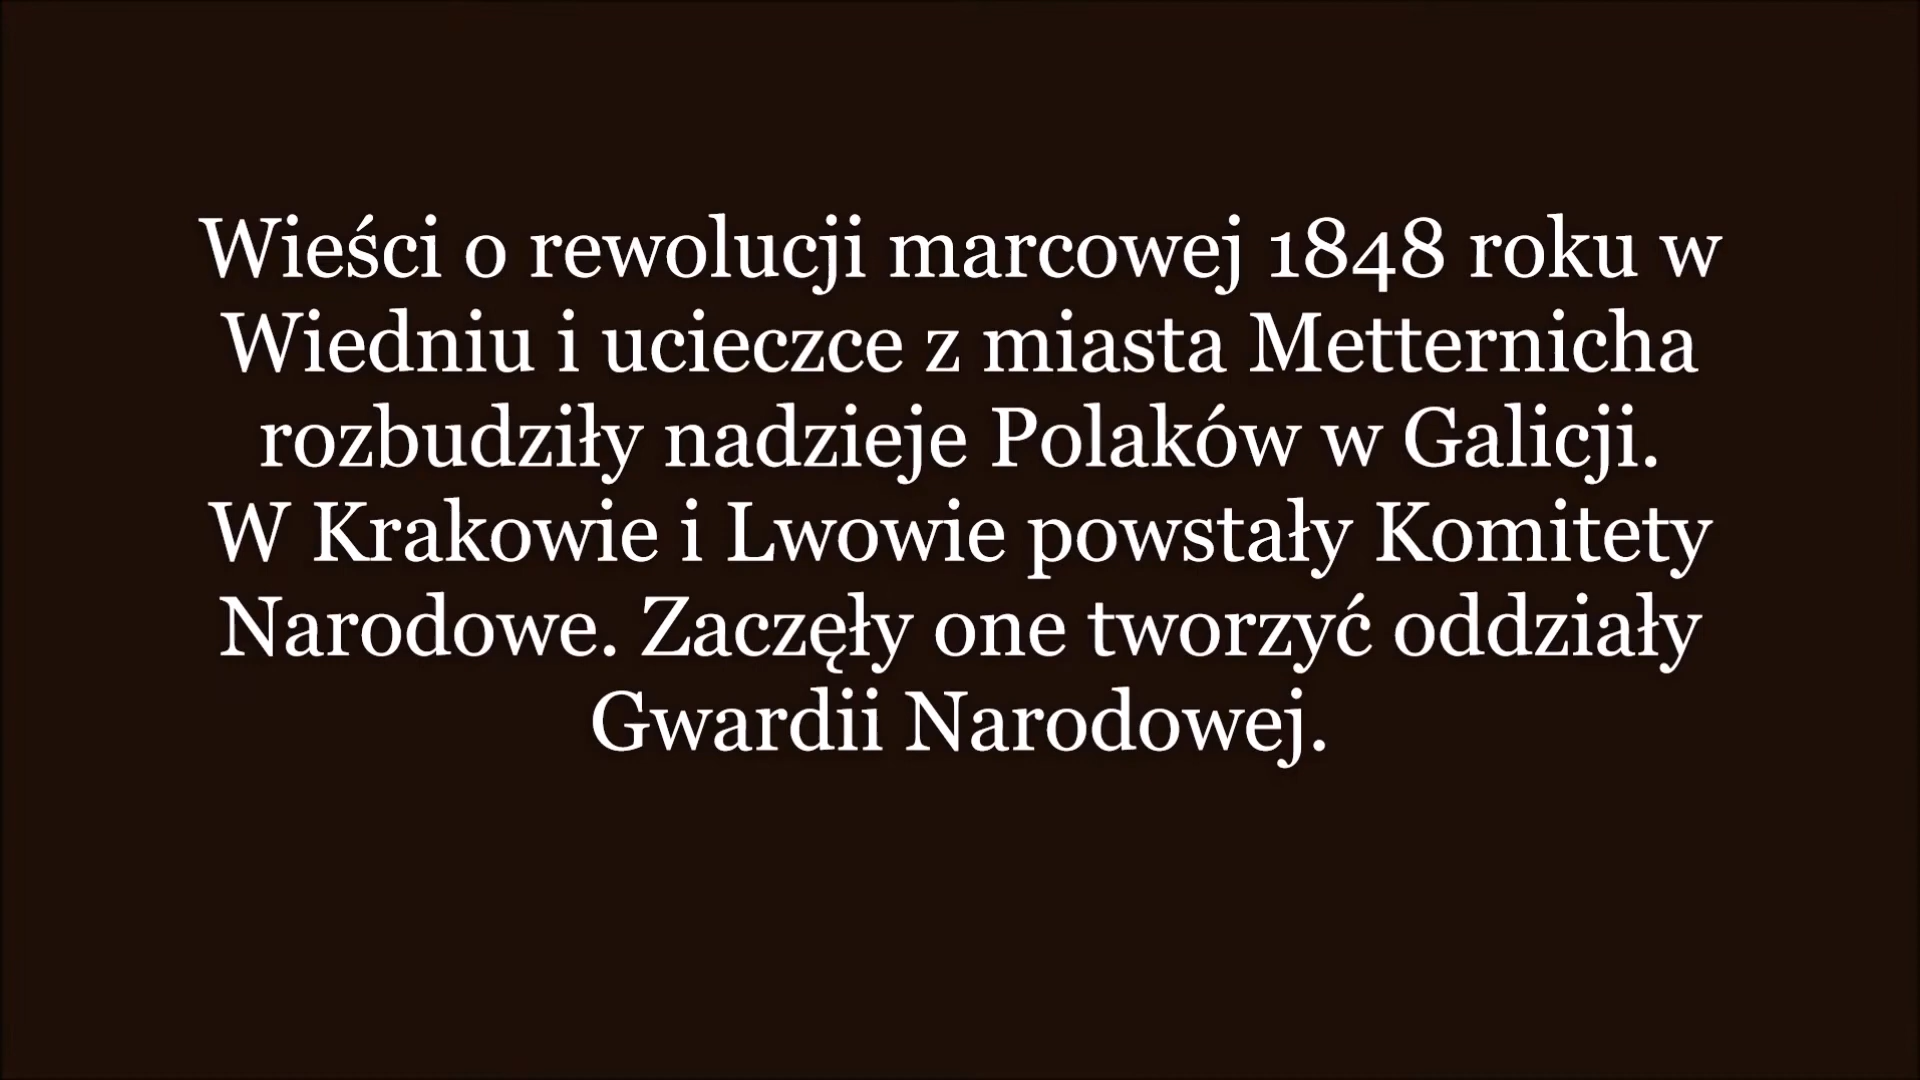 Wieści o rewolucji marcowej 1848 roku w
Wiedniu i ucieczce z miasta Metternicha
rozbudziły nadzieje Polaków w Galicji.
W Krakowie i Lwowie powstały Komitety
Narodowe. Zaczęły one tworzyć oddziały
Gwardii Narodowej.